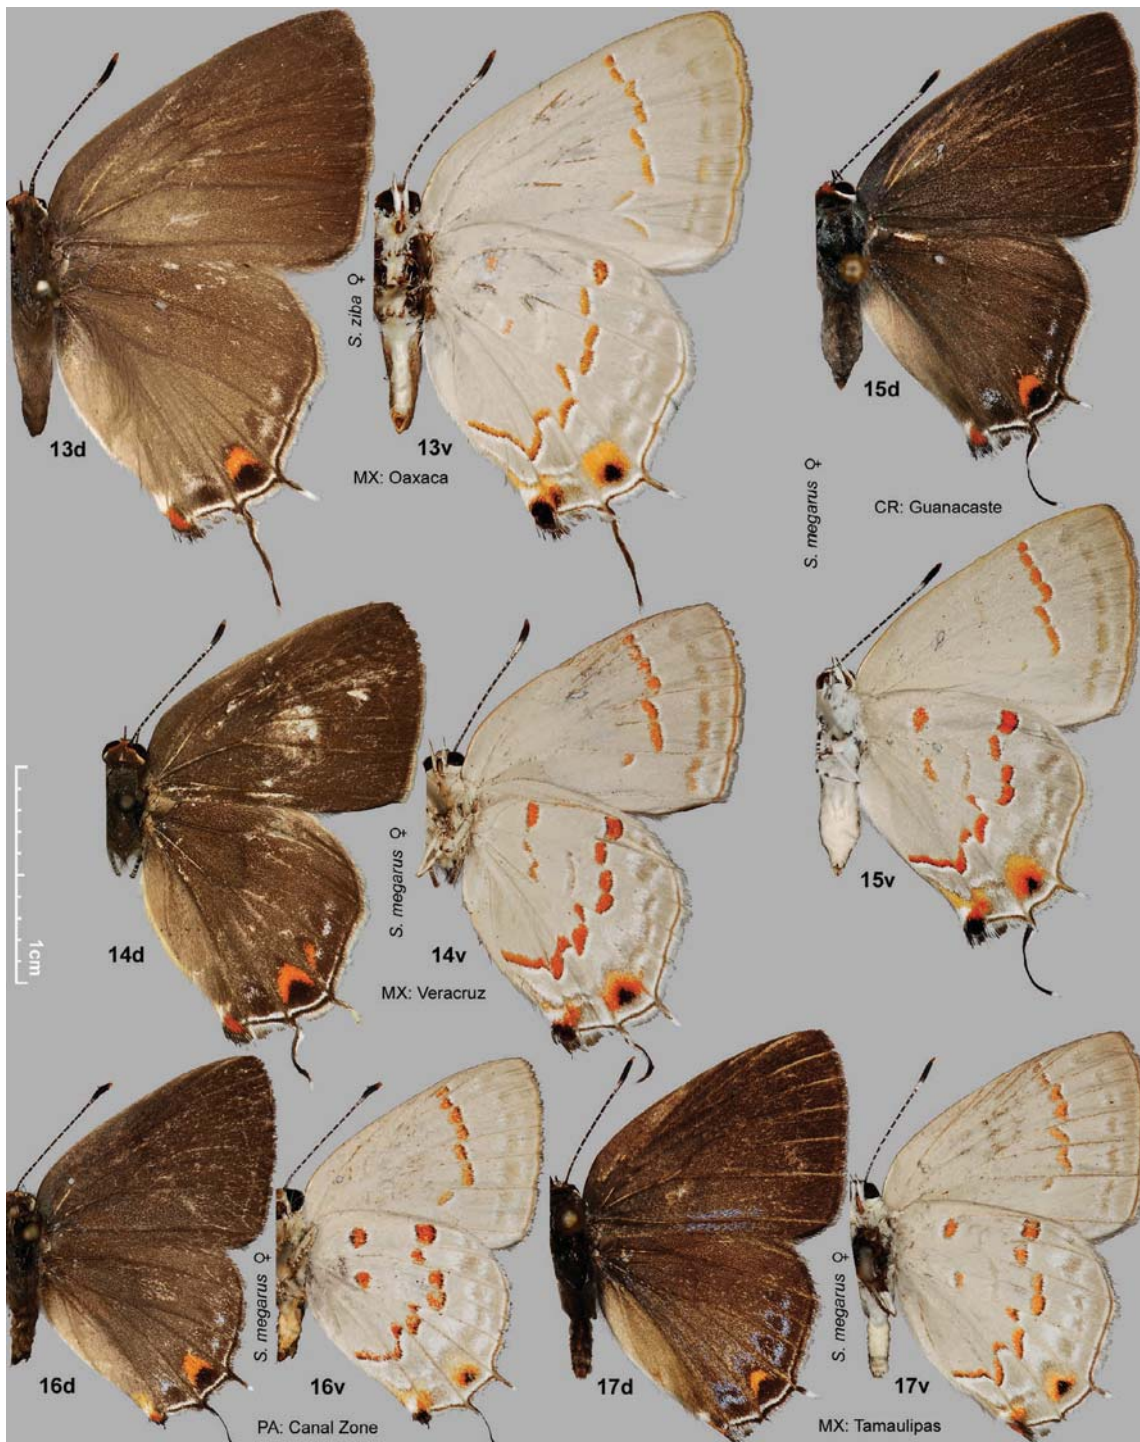 13d
S. ziba ♀
13v
MX: Oaxaca
15d
S. megarus ♀
CR: Guanacaste
15v
14d
S. megarus ♀
14v
MX: Veracruz
1cm
16d
S. megarus ♀
16v
PA: Canal Zone
17d
S. megarus ♀
17v
MX: Tamaulipas